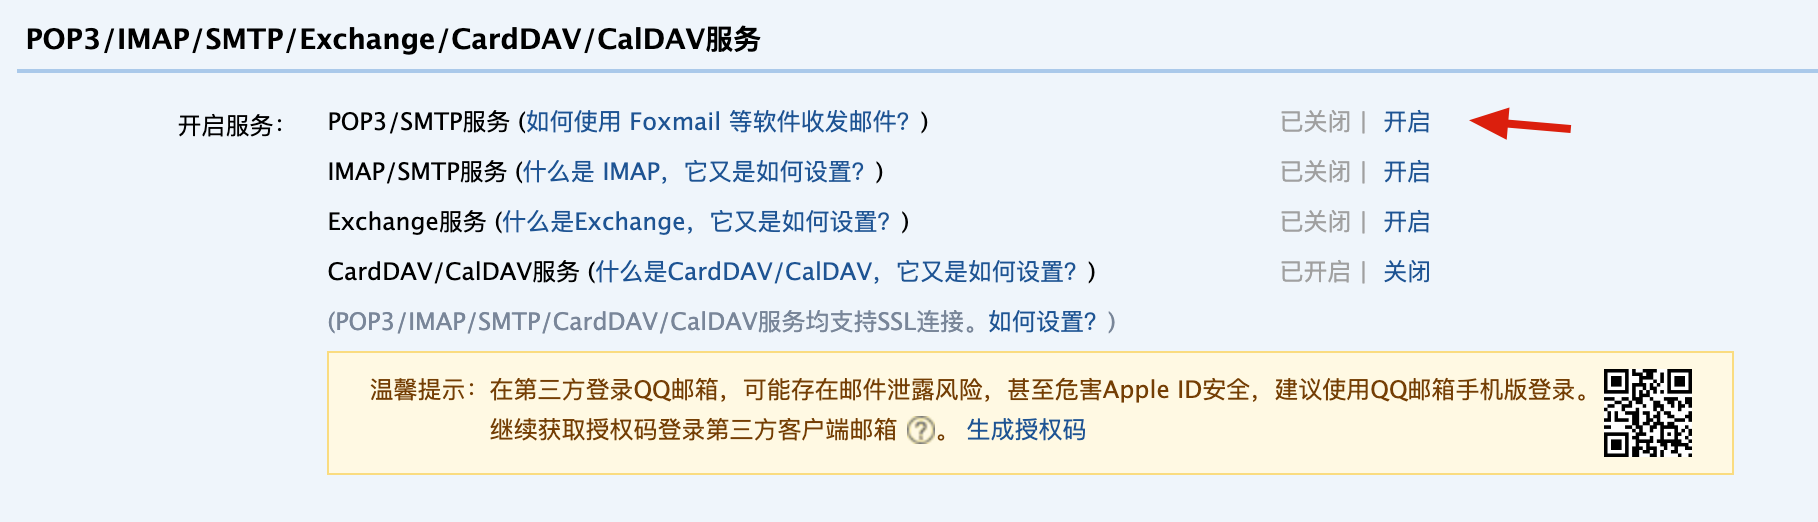 POP3/IMAP/SMTP/Exchange/CardDAV/CalDAV服务
开启服务： POP3/SMTP服务 (如何使用 Foxmail 等软件收发邮件？) 已关闭 | 开启
IMAP/SMTP服务 (什么是 IMAP，它又是如何设置？) 已关闭 | 开启
Exchange服务 (什么是Exchange，它又是如何设置？) 已关闭 | 开启
CardDAV/CalDAV服务 (什么是CardDAV/CalDAV，它又是如何设置？) 已开启 | 关闭
(POP3/IMAP/SMTP/CardDAV/CalDAV服务均支持SSL连接。如何设置？)
温馨提示：在第三方登录QQ邮箱，可能存在邮件泄露风险，甚至危害Apple ID安全，建议使用QQ邮箱手机版登录。
继续获取授权码登录第三方客户端邮箱 ?。 生成授权码